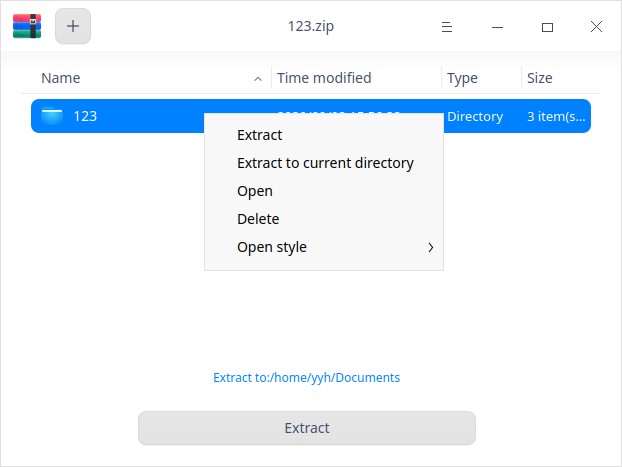 123.zip
Name Time modified Type Size
123 Directory 3 item(s...
Extract
Extract to current directory
Open
Delete
Open style
Extract to:/home/yyh/Documents
Extract